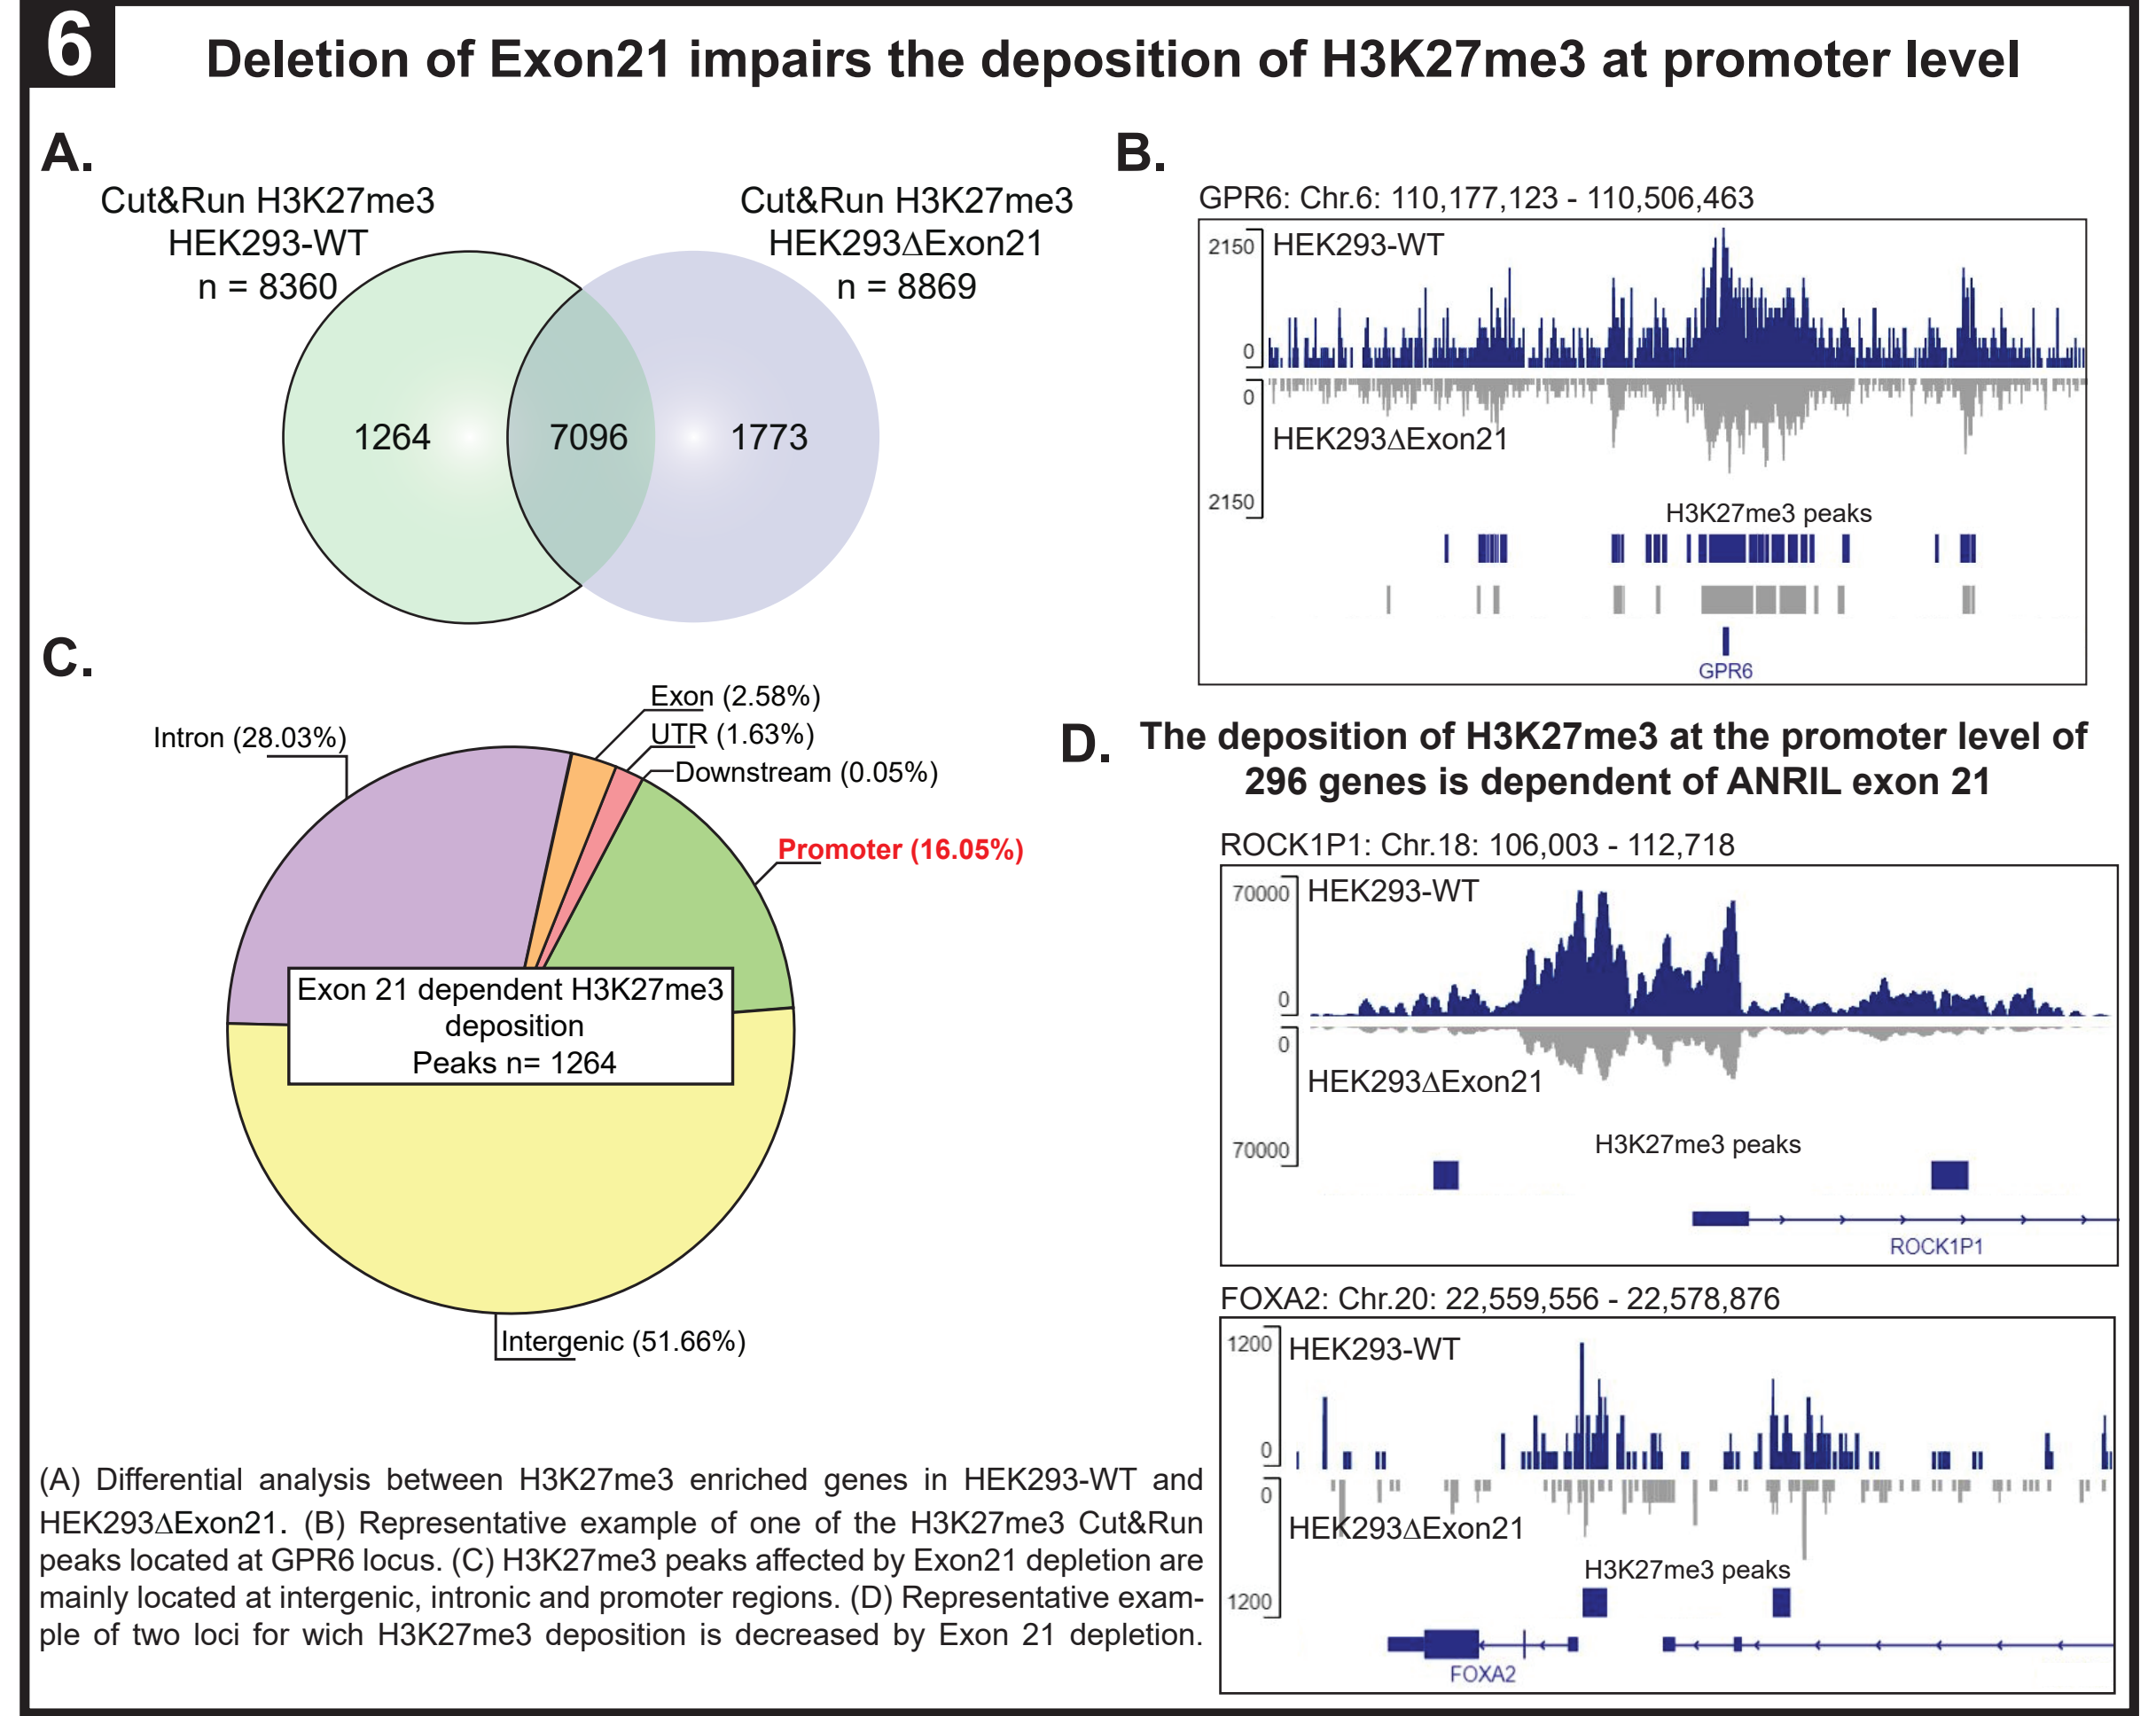 6
Deletion of Exon21 impairs the deposition of H3K27me3 at promoter level
A.
Cut&Run H3K27me3
HEK293-WT
n = 8360
Cut&Run H3K27me3
HEK293ΔExon21
n = 8869
1264
7096
1773
B.
GPR6: Chr.6: 110,177,123 - 110,506,463
2150
HEK293-WT
0
0
HEK293ΔExon21
2150
H3K27me3 peaks
GPR6
C.
Exon (2.58%)
UTR (1.63%)
Intron (28.03%)
Downstream (0.05%)
Promoter (16.05%)
Exon 21 dependent H3K27me3
deposition
Peaks n= 1264
Intergenic (51.66%)
D.
The deposition of H3K27me3 at the promoter level of
296 genes is dependent of ANRIL exon 21
ROCK1P1: Chr.18: 106,003 - 112,718
70000
HEK293-WT
0
0
HEK293ΔExon21
70000
H3K27me3 peaks
ROCK1P1
FOXA2: Chr.20: 22,559,556 - 22,578,876
1200
HEK293-WT
0
0
HEK293ΔExon21
H3K27me3 peaks
1200
FOXA2
(A) Differential analysis between H3K27me3 enriched genes in HEK293-WT and
HEK293ΔExon21. (B) Representative example of one of the H3K27me3 Cut&Run
peaks located at GPR6 locus. (C) H3K27me3 peaks affected by Exon21 depletion are
mainly located at intergenic, intronic and promoter regions. (D) Representative exam-
ple of two loci for wich H3K27me3 deposition is decreased by Exon 21 depletion.